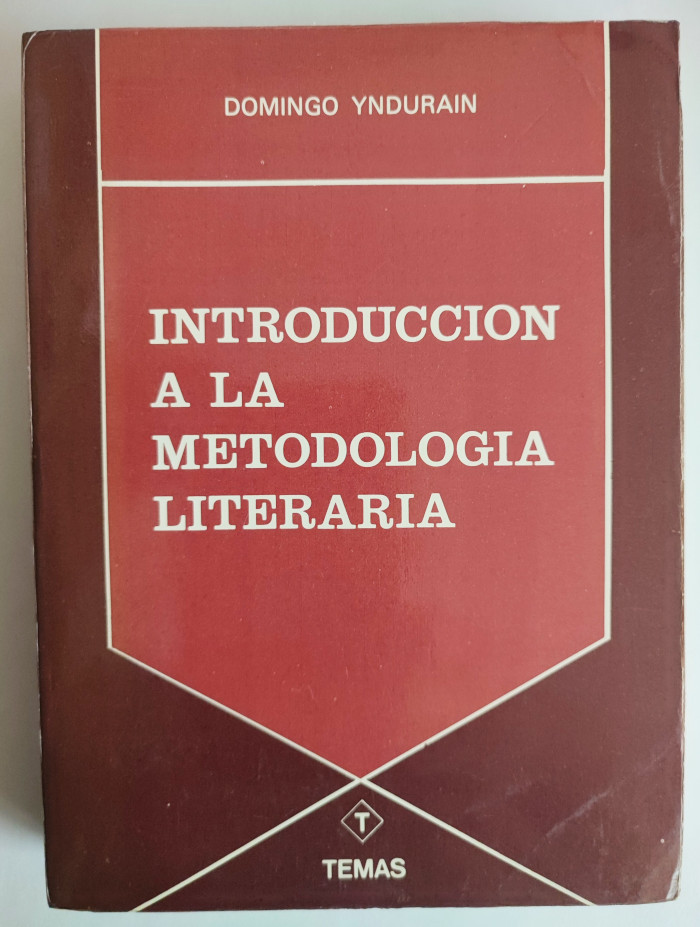 DOMINGO YNDURAIN
INTRODUCCION
A LA
METODOLOGIA
LITERARIA
T
TEMAS